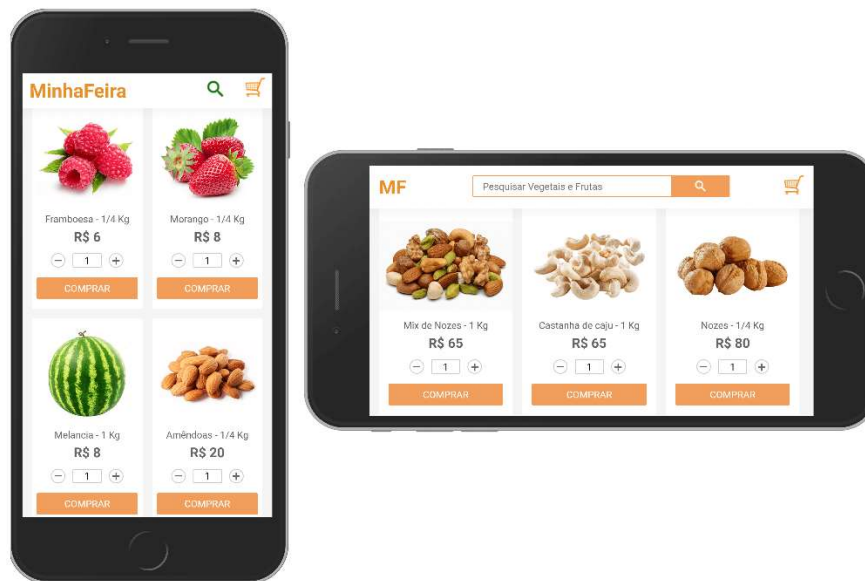 MinhaFeira
Framboesa - 1/4 Kg
R$ 6
1
COMPRAR
Morango - 1/4 Kg
R$ 8
1
COMPRAR
Melancia - 1 Kg
R$ 8
1
COMPRAR
Amêndoas - 1/4 Kg
R$ 20
1
COMPRAR
MF
Pesquisar Vegetais e Frutas
Mix de Nozes - 1 Kg
R$ 65
1
COMPRAR
Castanha de caju - 1 Kg
R$ 65
1
COMPRAR
Nozes - 1/4 Kg
R$ 80
1
COMPRAR